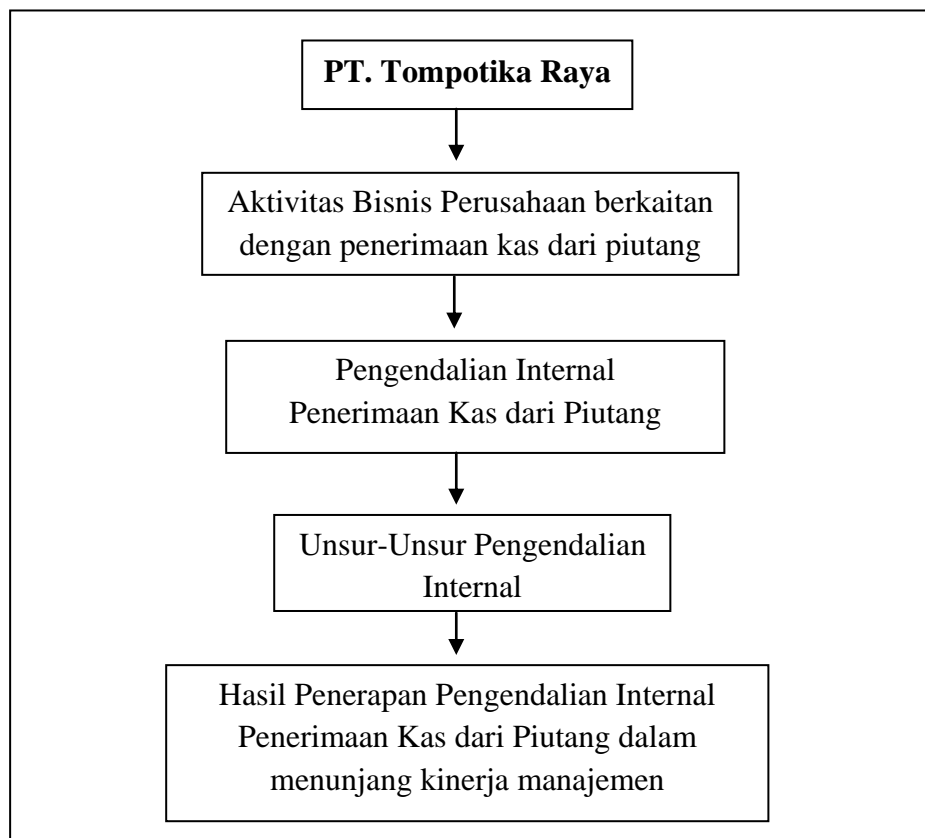 PT. Tompotika Raya
Aktivitas Bisnis Perusahaan berkaitan
dengan penerimaan kas dari piutang
Pengendalian Internal
Penerimaan Kas dari Piutang
Unsur-Unsur Pengendalian
Internal
Hasil Penerapan Pengendalian Internal
Penerimaan Kas dari Piutang dalam
menunjang kinerja manajemen